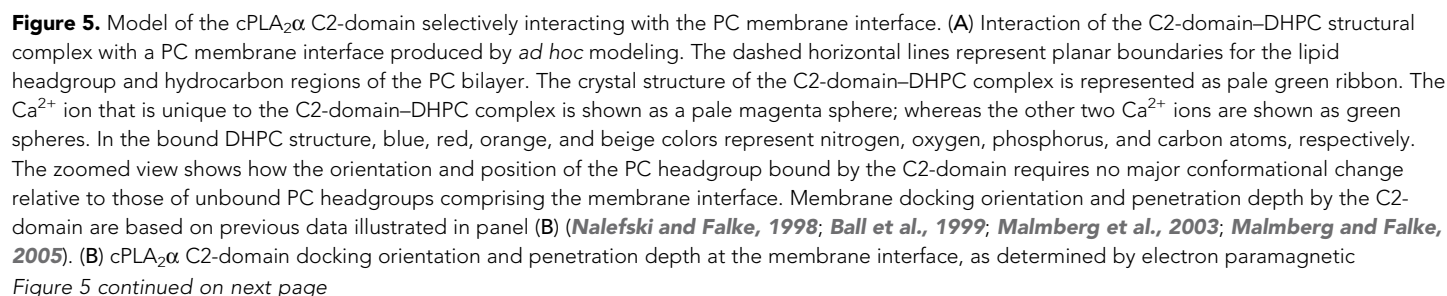 Figure 5. Model of the cPLA₂α C2-domain selectively interacting with the PC membrane interface. (A) Interaction of the C2-domain–DHPC structural
complex with a PC membrane interface produced by ad hoc modeling. The dashed horizontal lines represent planar boundaries for the lipid
headgroup and hydrocarbon regions of the PC bilayer. The crystal structure of the C2-domain–DHPC complex is represented as pale green ribbon. The
Ca²⁺ ion that is unique to the C2-domain–DHPC complex is shown as a pale magenta sphere; whereas the other two Ca²⁺ ions are shown as green
spheres. In the bound DHPC structure, blue, red, orange, and beige colors represent nitrogen, oxygen, phosphorus, and carbon atoms, respectively.
The zoomed view shows how the orientation and position of the PC headgroup bound by the C2-domain requires no major conformational change
relative to those of unbound PC headgroups comprising the membrane interface. Membrane docking orientation and penetration depth by the C2-
domain are based on previous data illustrated in panel (B) (Nalefski and Falke, 1998; Ball et al., 1999; Malmberg et al., 2003; Malmberg and Falke,
2005). (B) cPLA₂α C2-domain docking orientation and penetration depth at the membrane interface, as determined by electron paramagnetic
Figure 5 continued on next page